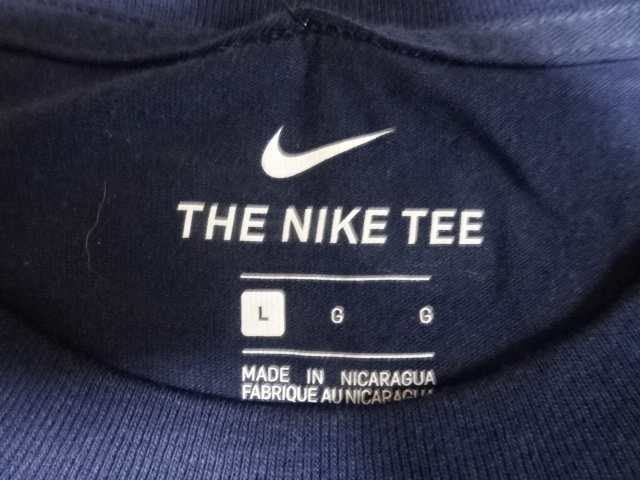 THE NIKE TEE
L G G
MADE IN NICARAGUA
FABRIQUE AU NICARAGUA